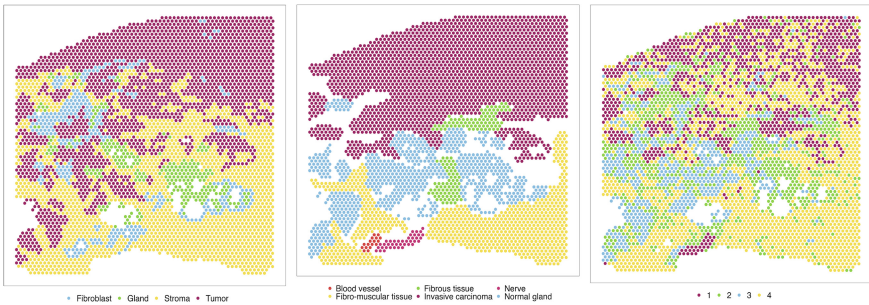 Fibroblast Gland Stroma Tumor
Blood vessel Fibrous tissue Nerve
Fibro-muscular tissue Invasive carcinoma Normal gland
1 2 3 4